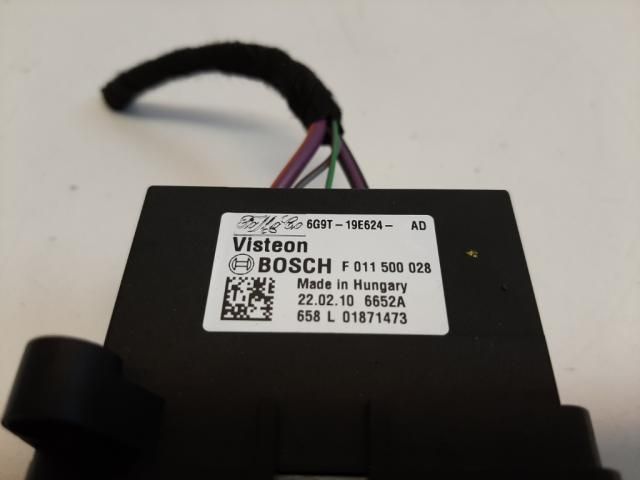 6G9T-19E624- AD
Visteon
BOSCH F 011 500 028
Made in Hungary
22.02.10 6652A
658 L 01871473